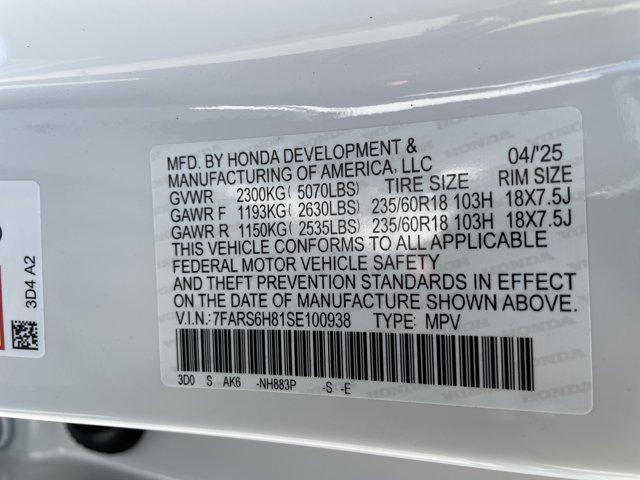 MFD. BY HONDA DEVELOPMENT & 04/'25
MANUFACTURING OF AMERICA, LLC
GVWR 2300KG( 5070LBS) TIRE SIZE RIM SIZE
GAWR F 1193KG( 2630LBS) 235/60R18 103H 18X7.5J
GAWR R 1150KG( 2535LBS) 235/60R18 103H 18X7.5J
THIS VEHICLE CONFORMS TO ALL APPLICABLE
FEDERAL MOTOR VEHICLE SAFETY
AND THEFT PREVENTION STANDARDS IN EFFECT
ON THE DATE OF MANUFACTURE SHOWN ABOVE.
V.I.N.: 7FARS6H81SE100938 TYPE: MPV
3D0 S AK6 -NH883P -S -E
3D4 A2